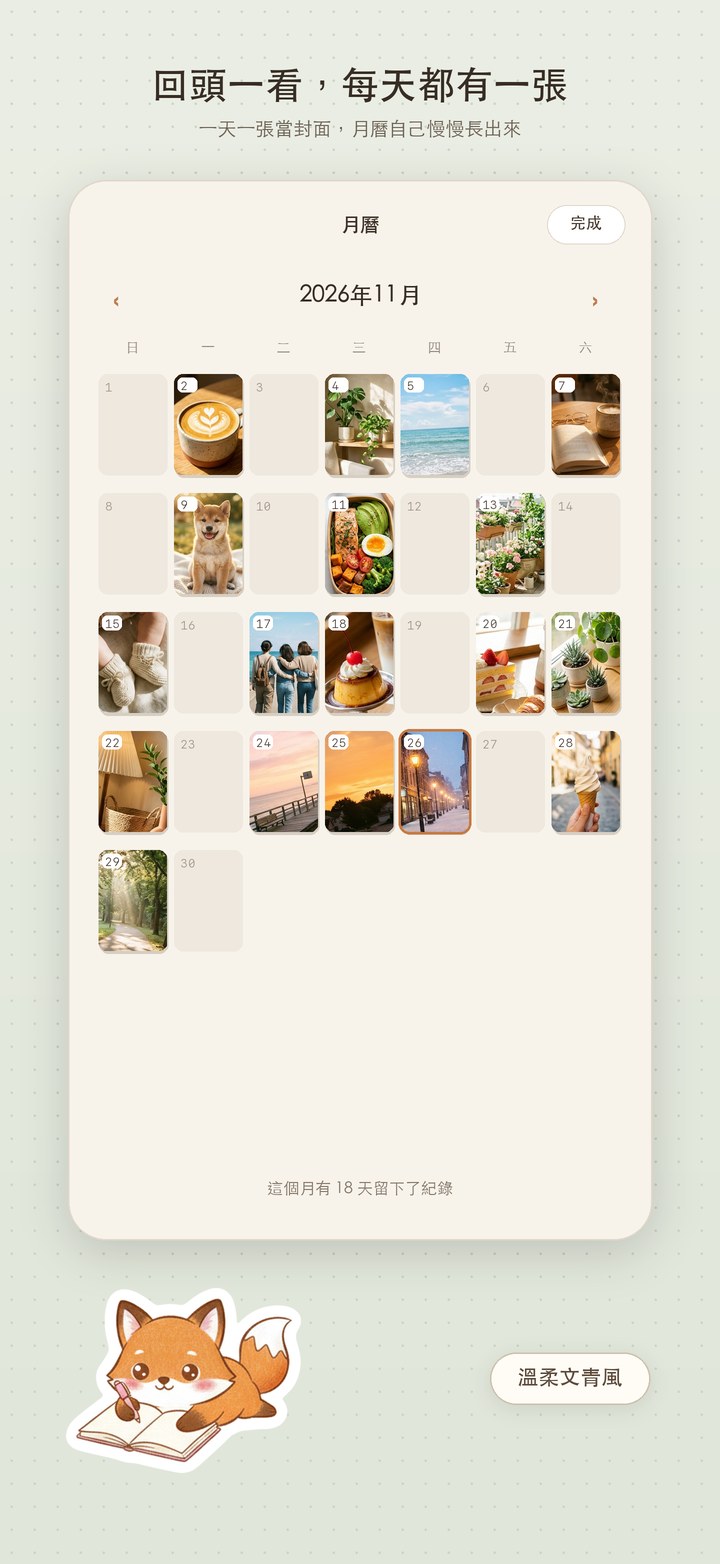 回頭一看，每天都有一張
一天一張當封面，月曆自己慢慢長出來
月曆
完成
‹ 2026年11月 ›
日 一 二 三 四 五 六
1 2 3 4 5 6 7
8 9 10 11 12 13 14
15 16 17 18 19 20 21
22 23 24 25 26 27 28
29 30
這個月有 18 天留下了紀錄
溫柔文青風